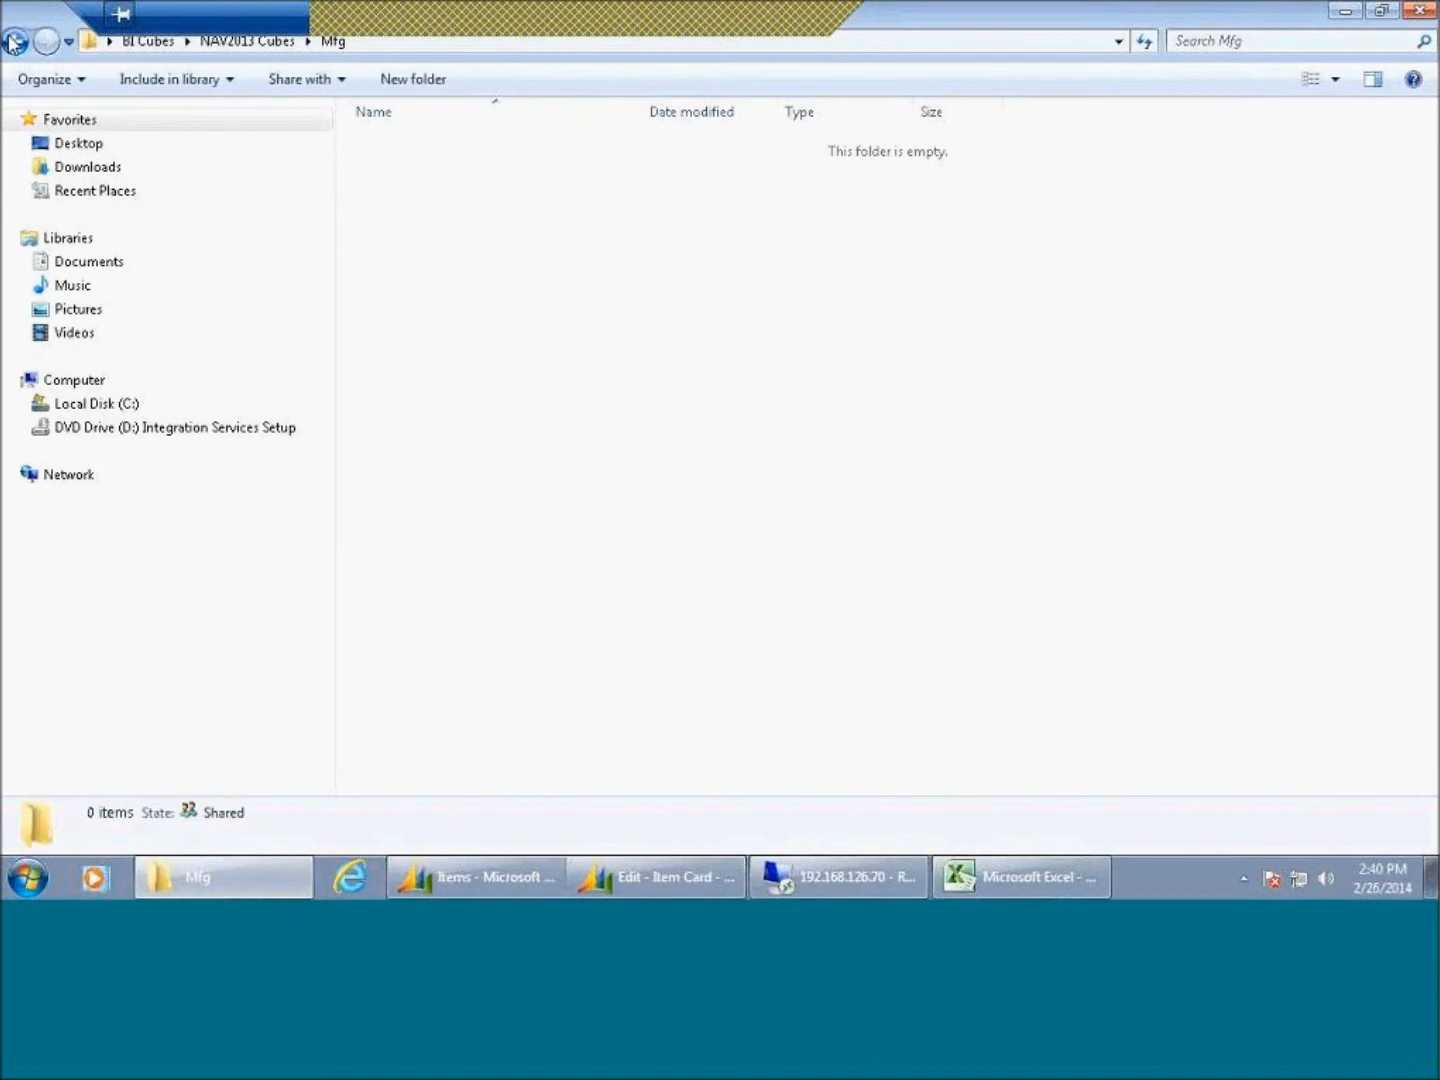 BI Cubes NAV2013 Cubes Mfg
Search Mfg
Organize Include in library Share with New folder
Name Date modified Type Size
This folder is empty.
Favorites
Desktop
Downloads
Recent Places
Libraries
Documents
Music
Pictures
Videos
Computer
Local Disk (C:)
DVD Drive (D:) Integration Services Setup
Network
0 items State: Shared
Mfg
Items - Microsoft ...
Edit - Item Card - ...
192.168.126.70 - R...
Microsoft Excel - ...
2:40 PM
2/26/2014